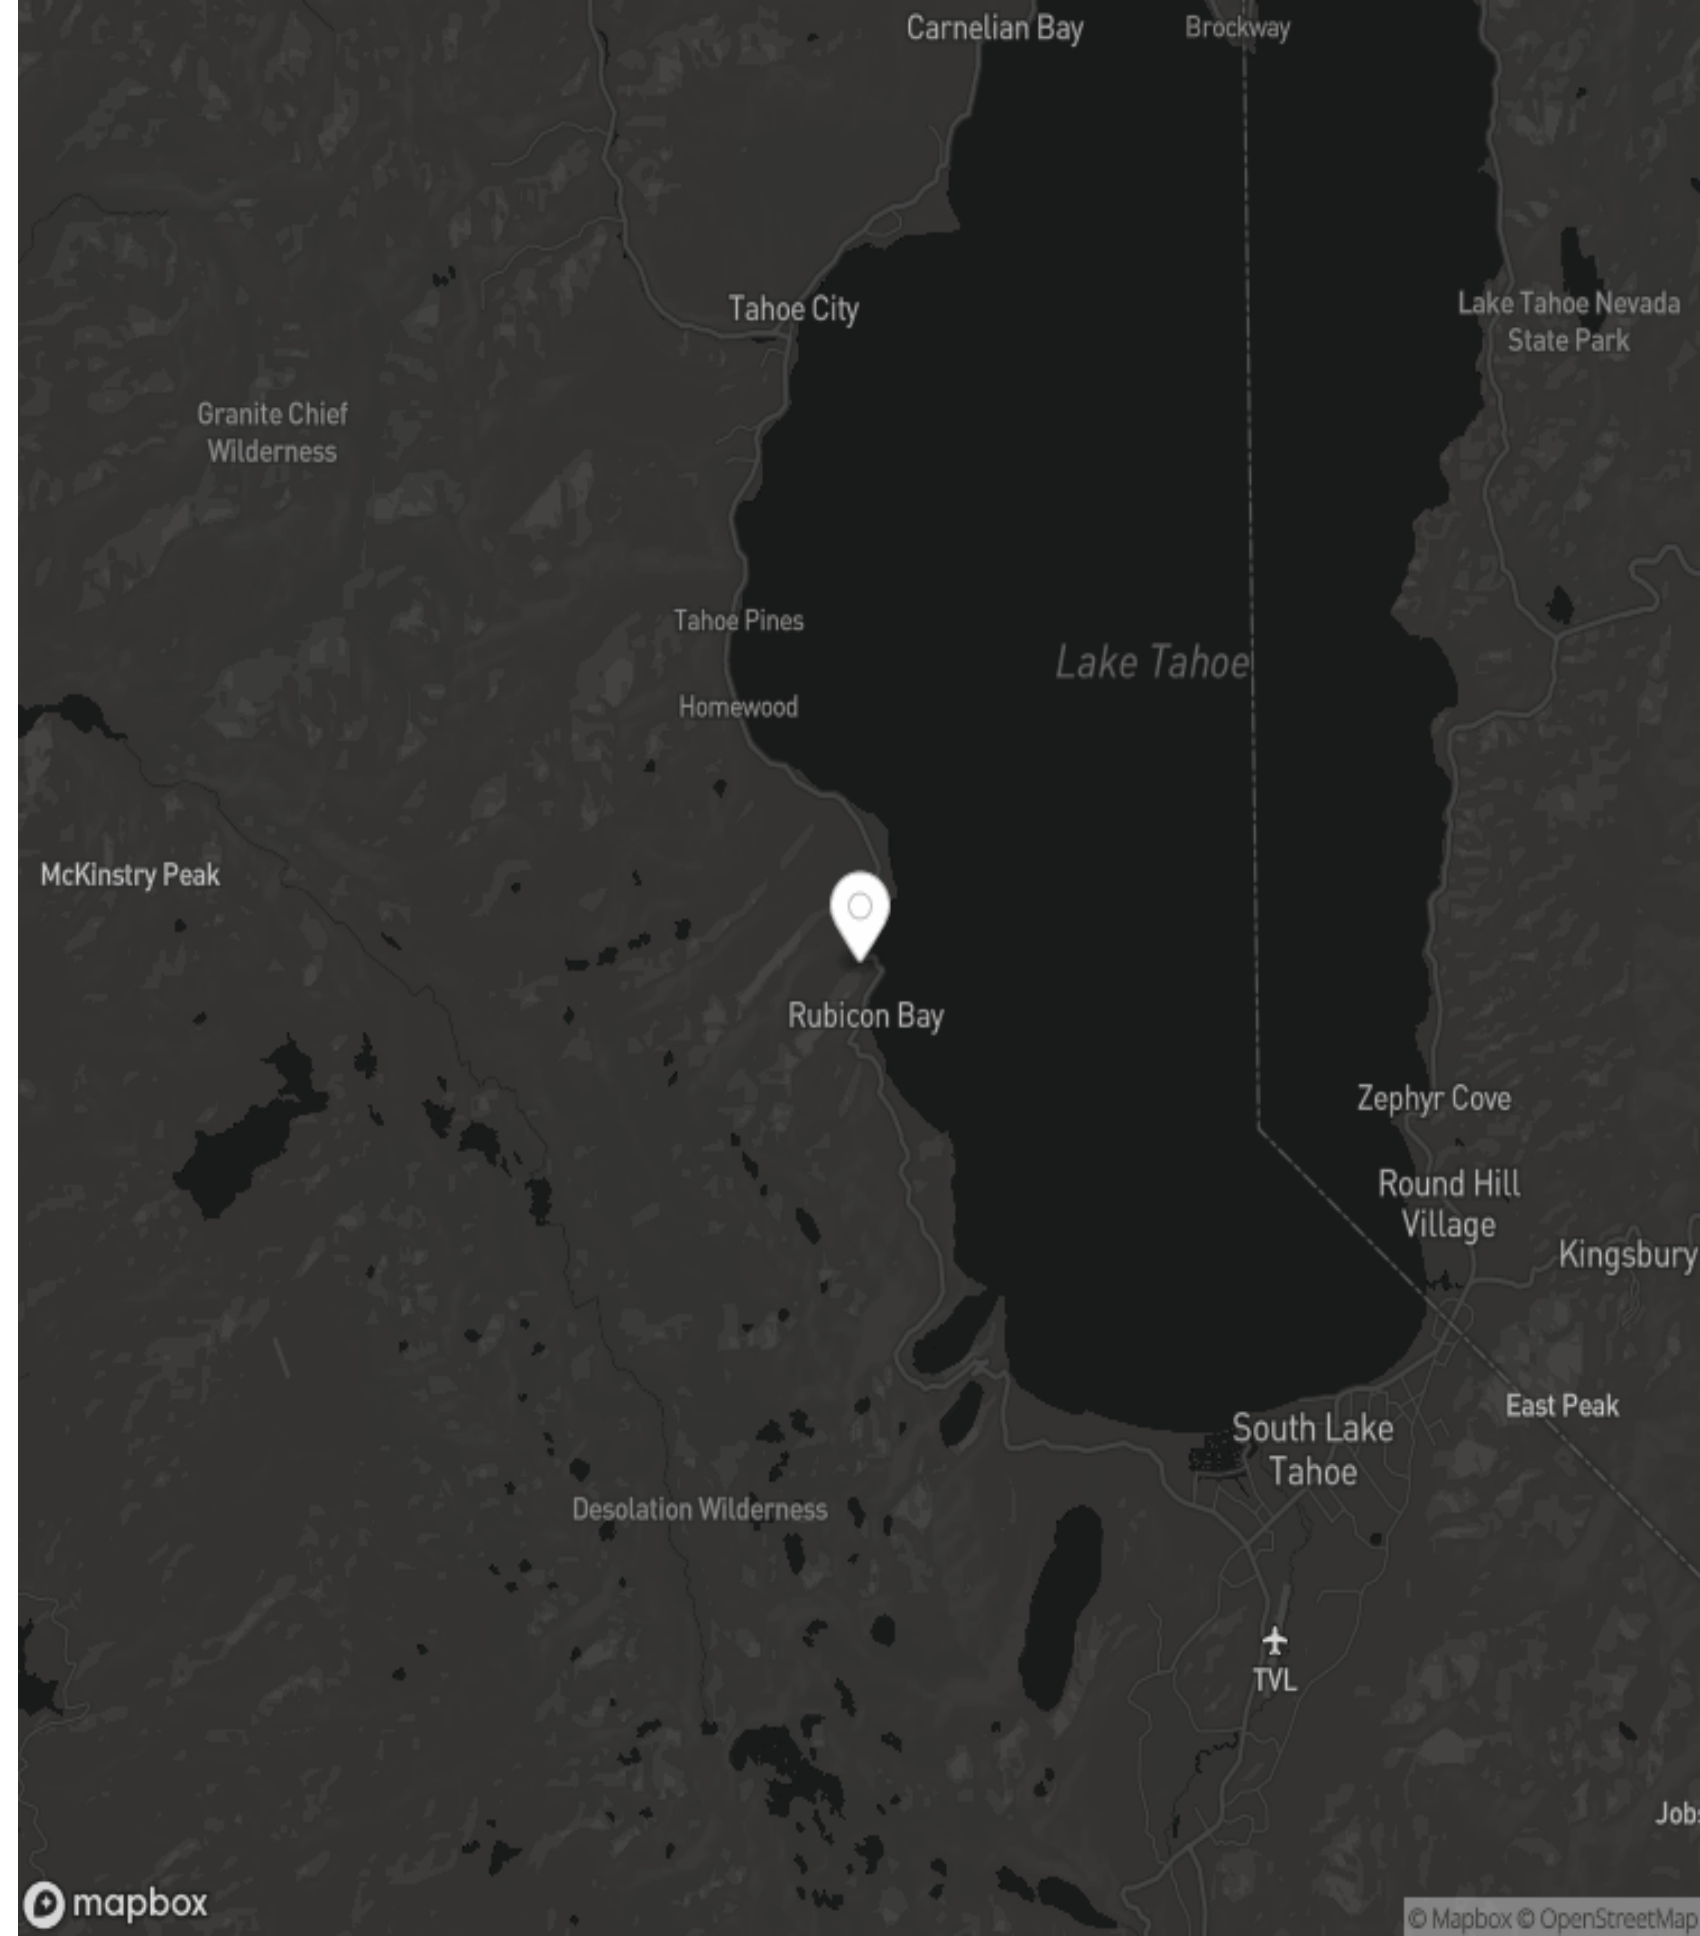 Carnelian Bay
Brockway
Tahoe City
Lake Tahoe Nevada
State Park
Granite Chief
Wilderness
Tahoe Pines
Lake Tahoe
Homewood
McKinstry Peak
Rubicon Bay
Zephyr Cove
Round Hill
Village
Kingsbury
East Peak
South Lake
Tahoe
Desolation Wilderness
TVL
Jobs
mapbox
© Mapbox © OpenStreetMap